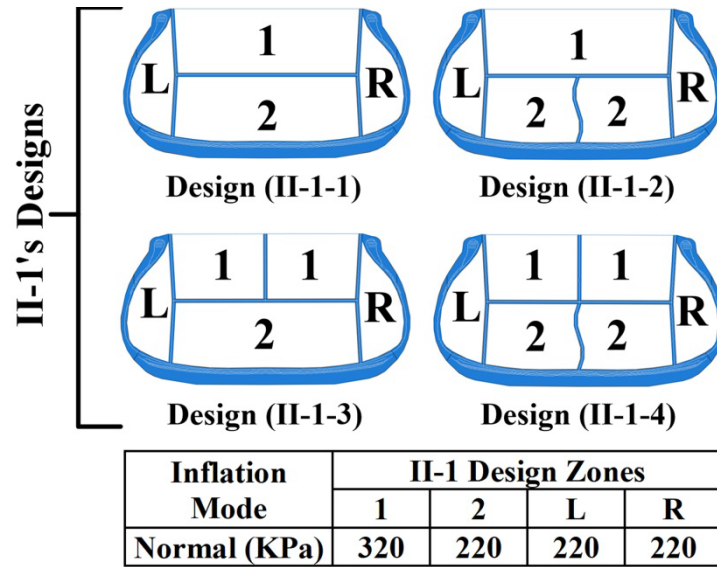 II-1's Designs
1
L
R
2
Design (II-1-1)
1
L
R
2 2
Design (II-1-2)
1 1
L
R
2
Design (II-1-3)
1 1
L
R
2 2
Design (II-1-4)
Inflation Mode II-1 Design Zones
1 2 L R
Normal (KPa) 320 220 220 220